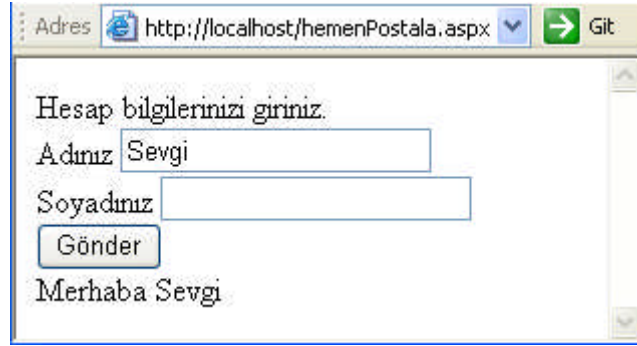 Adres http://localhost/hemenPostala.aspx Git
Hesap bilgilerinizi giriniz.
Adınız Sevgi
Soyadınız
Gönder
Merhaba Sevgi